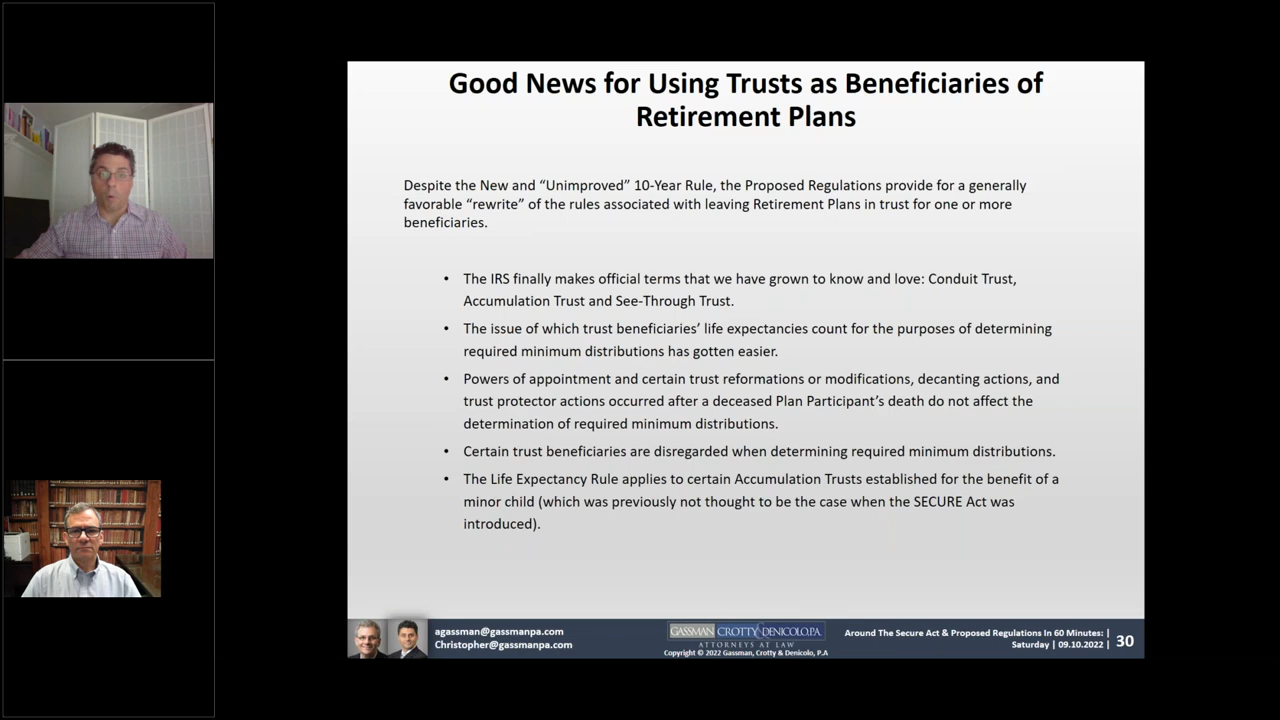 Good News for Using Trusts as Beneficiaries of
Retirement Plans
Despite the New and “Unimproved” 10-Year Rule, the Proposed Regulations provide for a generally
favorable “rewrite” of the rules associated with leaving Retirement Plans in trust for one or more
beneficiaries.
• The IRS finally makes official terms that we have grown to know and love: Conduit Trust,
Accumulation Trust and See-Through Trust.
• The issue of which trust beneficiaries’ life expectancies count for the purposes of determining
required minimum distributions has gotten easier.
• Powers of appointment and certain trust reformations or modifications, decanting actions, and
trust protector actions occurred after a deceased Plan Participant’s death do not affect the
determination of required minimum distributions.
• Certain trust beneficiaries are disregarded when determining required minimum distributions.
• The Life Expectancy Rule applies to certain Accumulation Trusts established for the benefit of a
minor child (which was previously not thought to be the case when the SECURE Act was
introduced).
agassman@gassmanpa.com
Christopher@gassmanpa.com
GASSMAN CROTTY & DENICOLO, P.A.
ATTORNEYS AT LAW
Copyright © 2022 Gassman, Crotty & Denicolo, P.A
Around The Secure Act & Proposed Regulations In 60 Minutes: |
Saturday | 09.10.2022 |
30